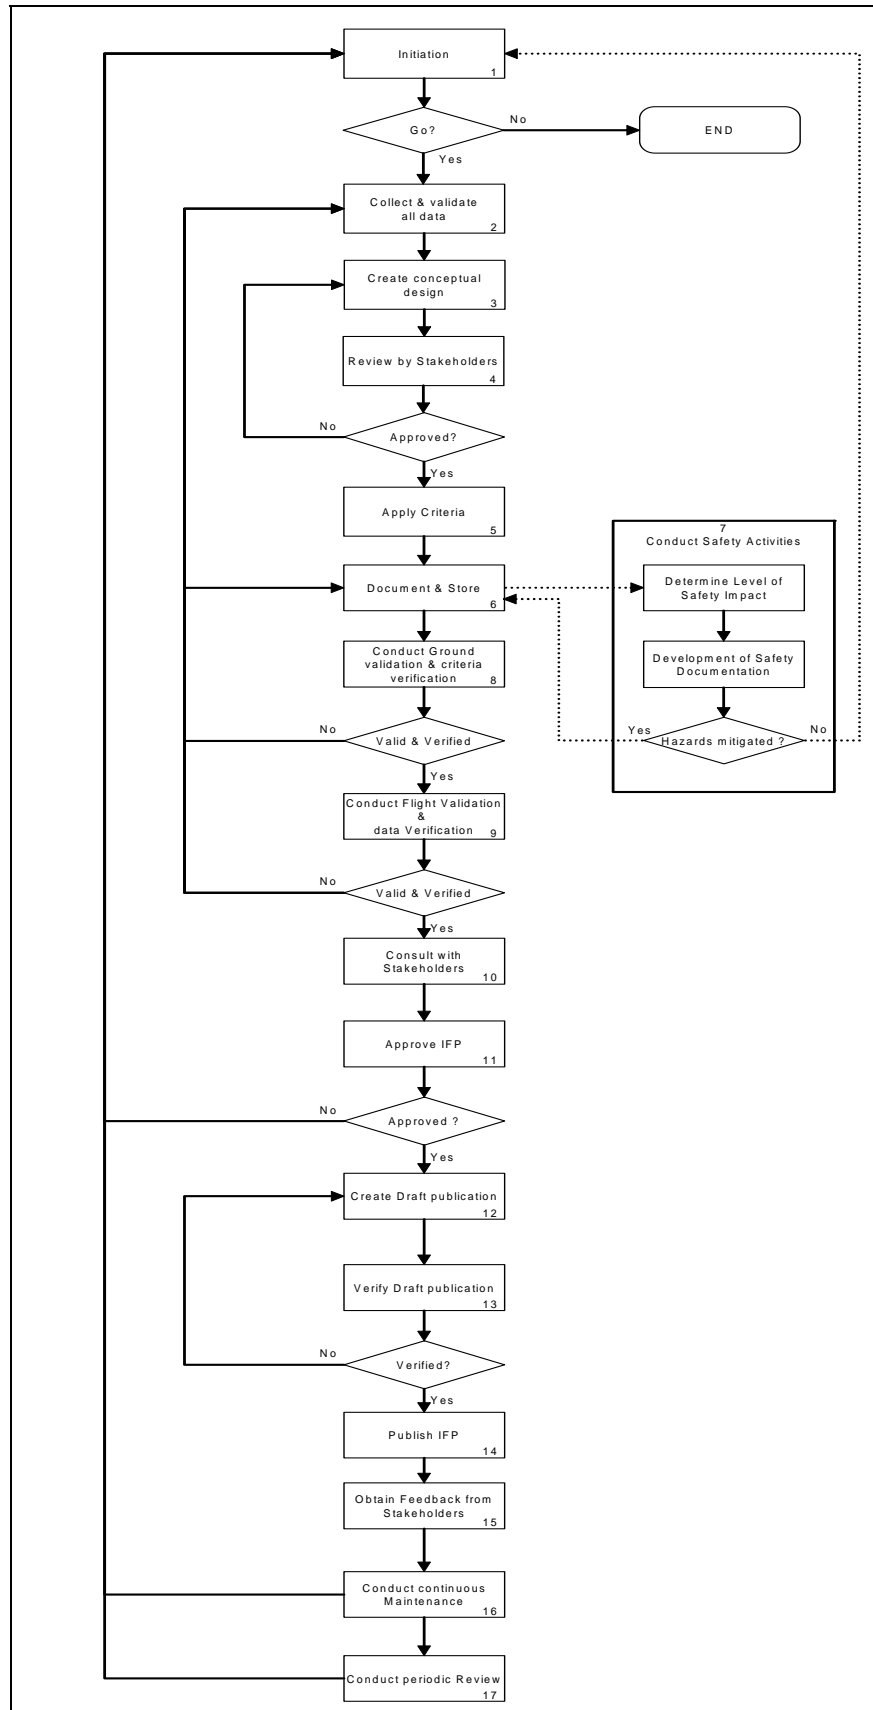 Initiation
1
Go?
No
END
Yes
Collect & validate
all data
2
Create conceptual
design
3
Review by Stakeholders
4
No
Approved?
Yes
Apply Criteria
5
7
Conduct Safety Activities
Determine Level of
Safety Impact
Document & Store
6
Development of Safety
Documentation
Conduct Ground
validation & criteria
verification
8
Yes
Hazards mitigated ?
No
No
Valid & Verified
Yes
Conduct Flight Validation
&
data Verification
9
No
Valid & Verified
Yes
Consult with
Stakeholders
10
Approve IFP
11
No
Approved ?
Yes
Create Draft publication
12
Verify Draft publication
13
No
Verified?
Yes
Publish IFP
14
Obtain Feedback from
Stakeholders
15
Conduct continuous
Maintenance
16
Conduct periodic Review
17